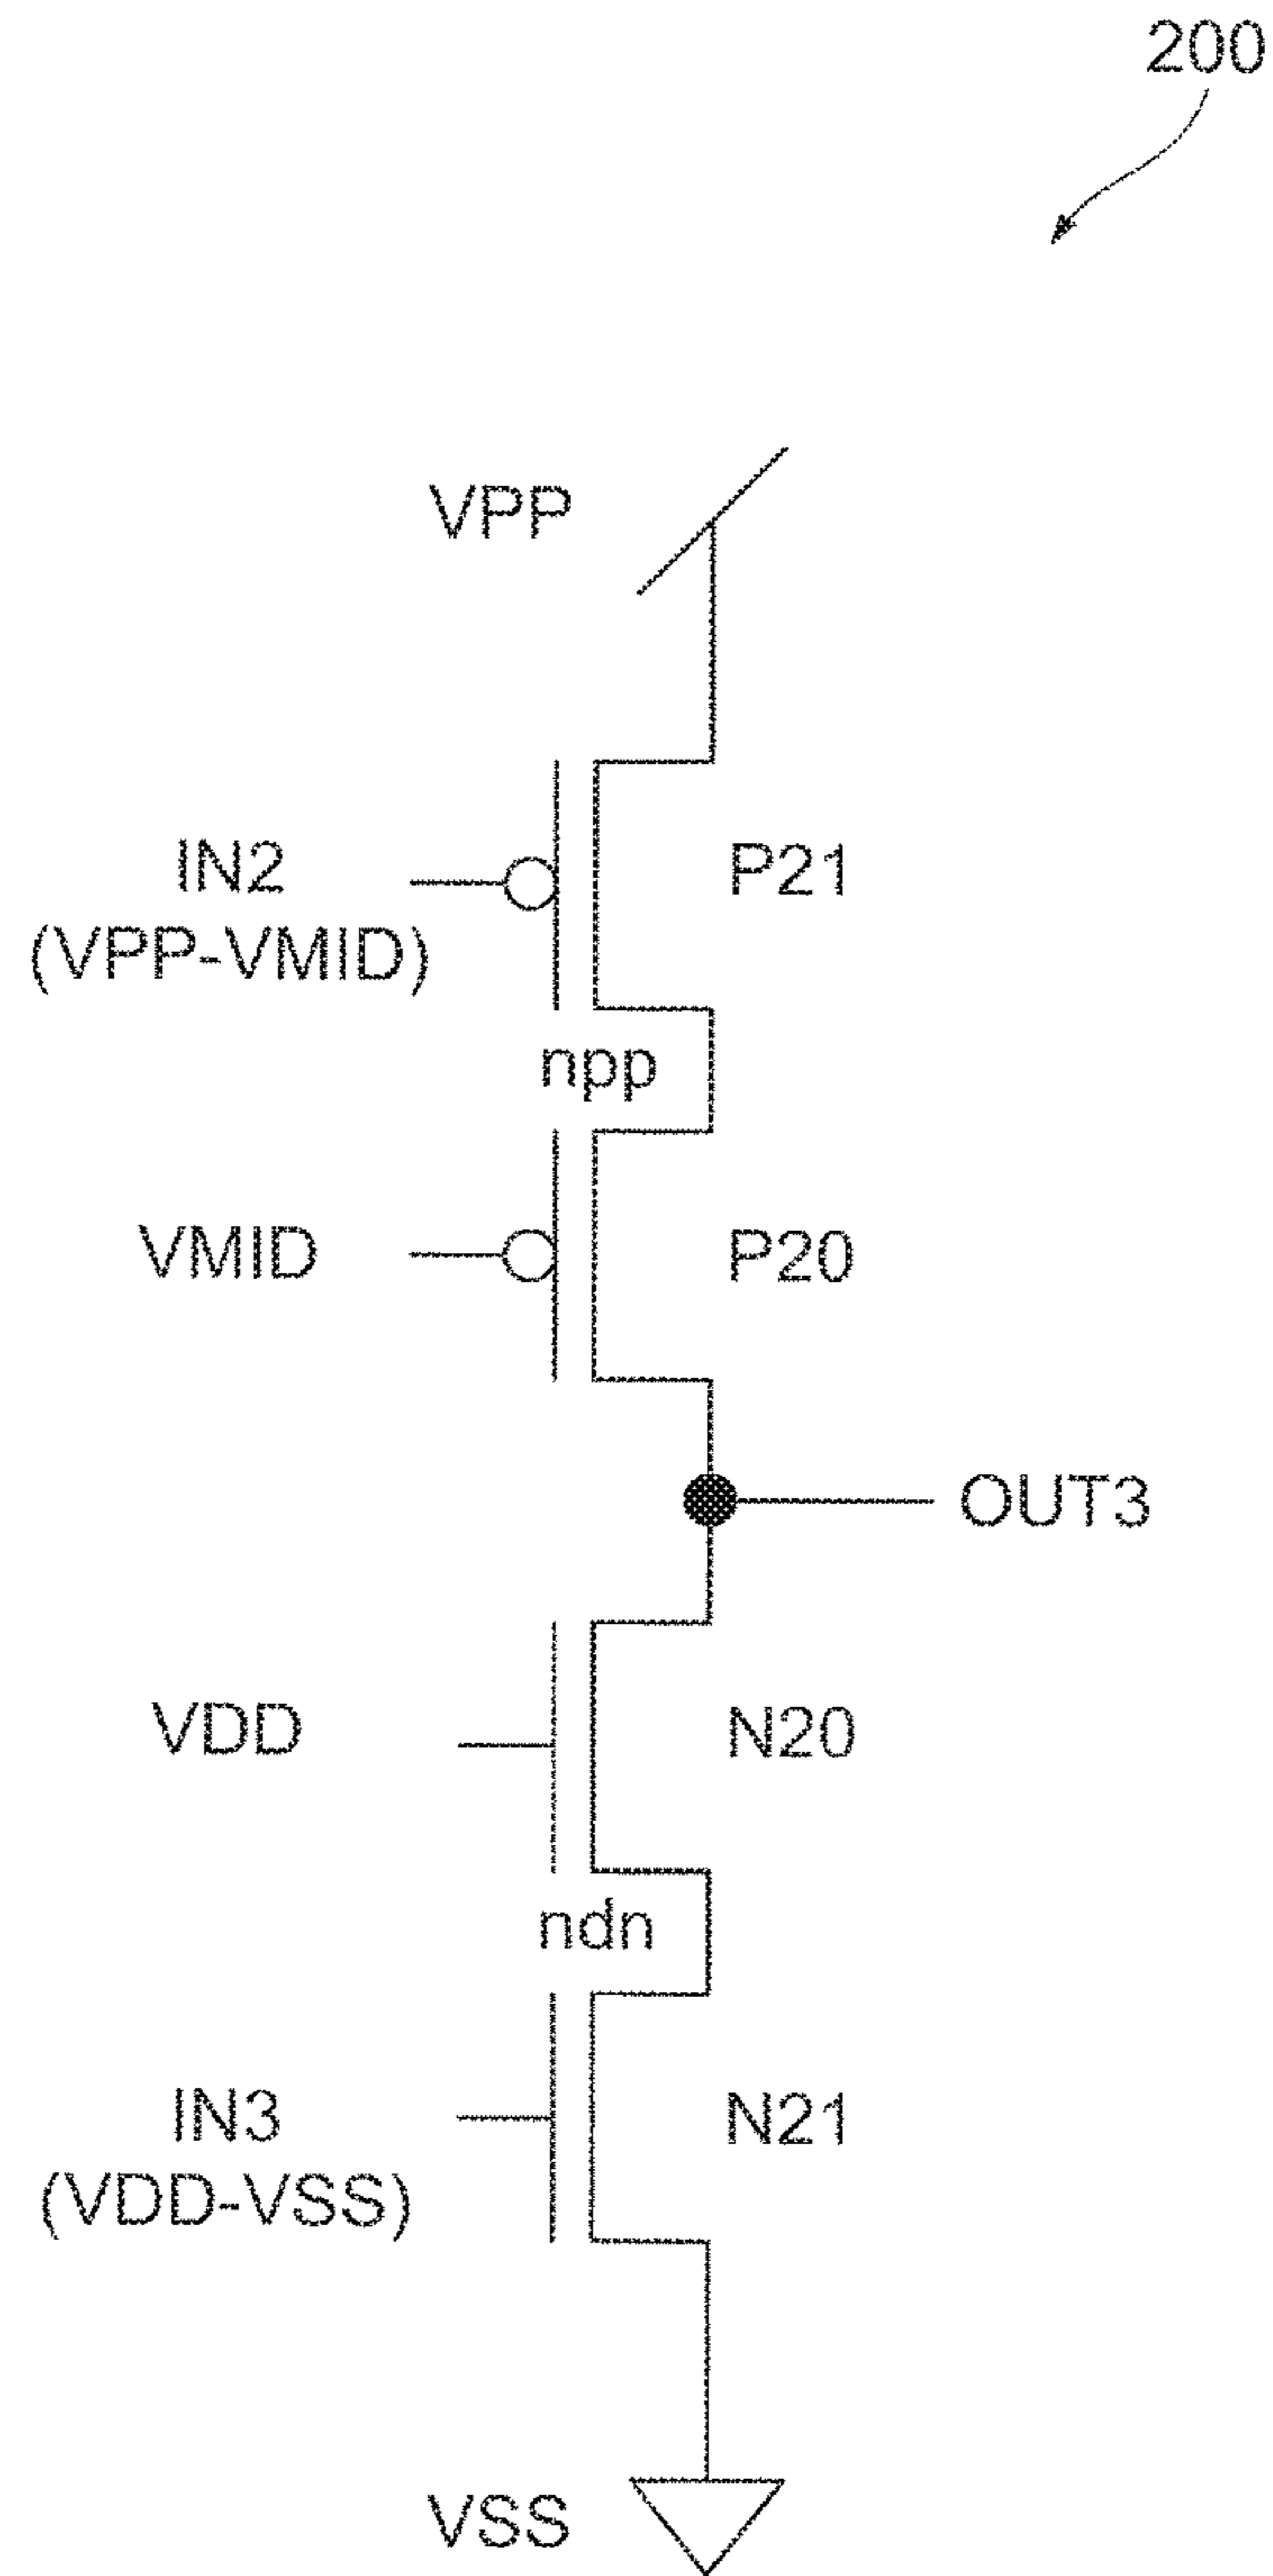 200
VPP
IN2
(VPP-VMID)
P21
npp
VMID
P20
OUT3
VDD
N20
ndn
IN3
(VDD-VSS)
N21
VSS